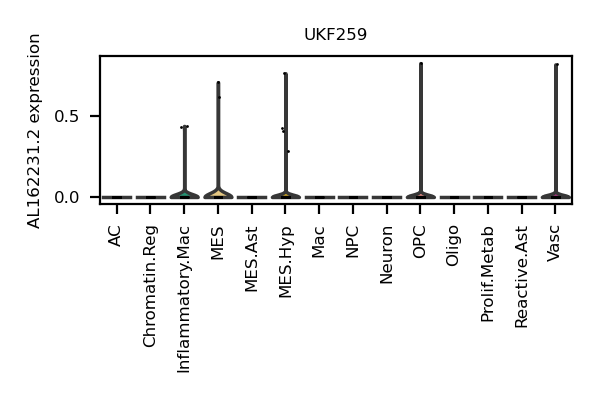 UKF259
AL162231.2 expression
0.5
0.0
AC
Chromatin.Reg
Inflammatory.Mac
MES
MES.Ast
MES.Hyp
Mac
NPC
Neuron
OPC
Oligo
Prolif.Metab
Reactive.Ast
Vasc